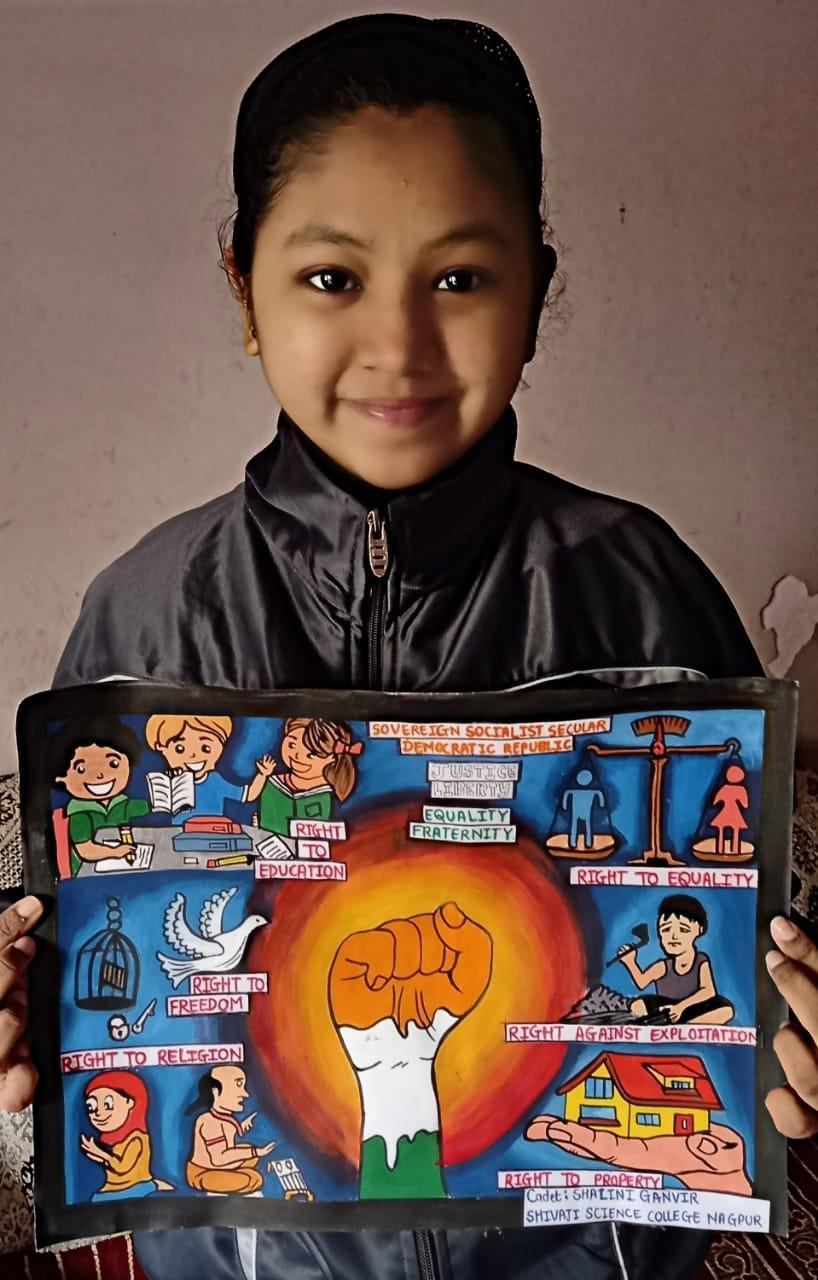 SOVEREIGN SOCIALIST SECULAR
DEMOCRATIC REPUBLIC
JUSTICE
LIBERTY
EQUALITY
FRATERNITY
RIGHT
TO
EDUCATION
RIGHT TO EQUALITY
RIGHT TO
FREEDOM
RIGHT AGAINST EXPLOITATION
RIGHT TO RELIGION
RIGHT TO PROPERTY
Cadet: SHALINI GANVIR
SHIVAJI SCIENCE COLLEGE NAGPUR